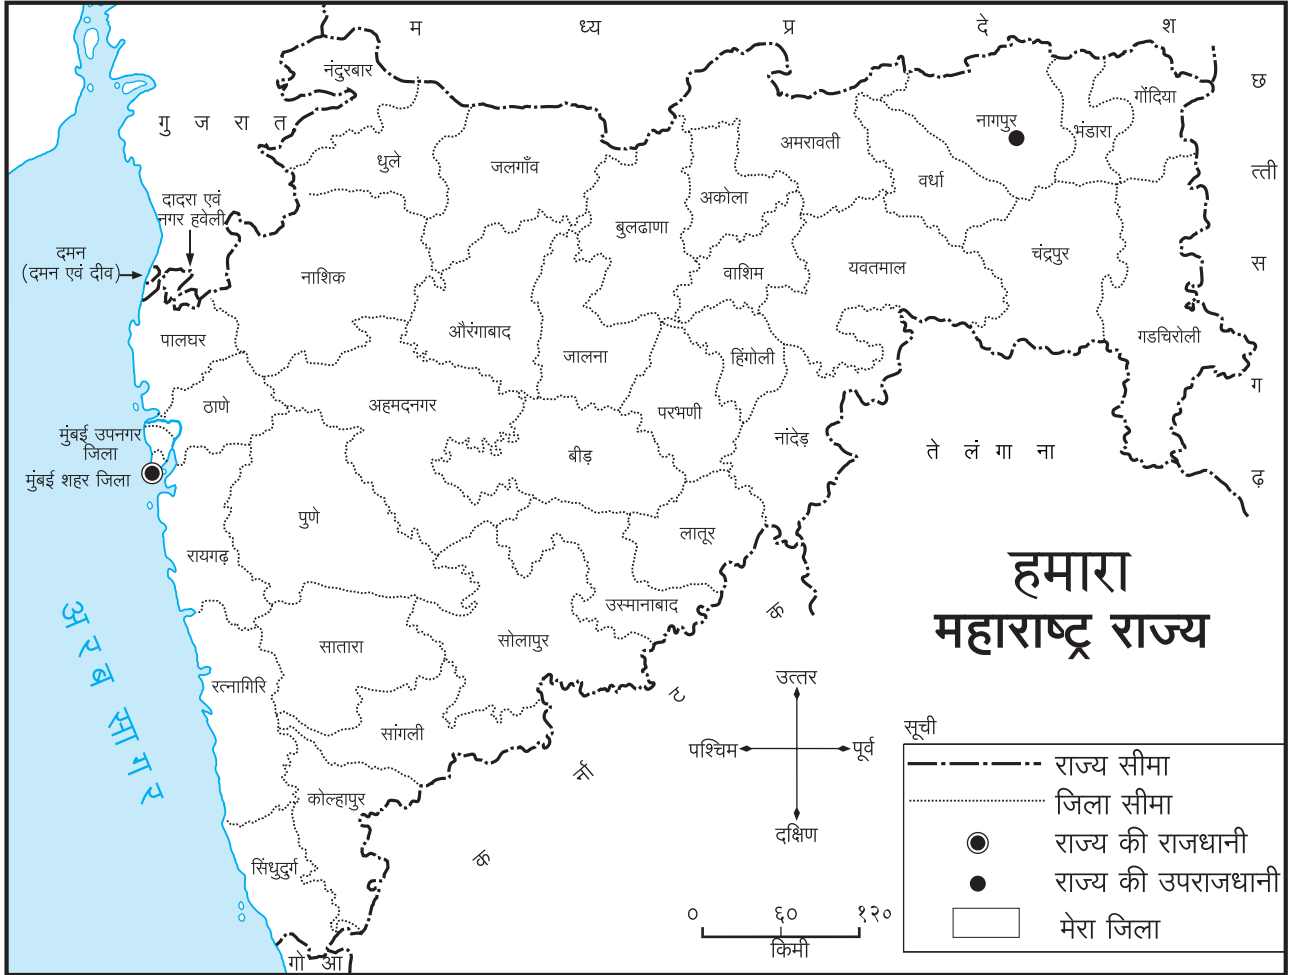 म ध्य प्र दे श
छ त्ती स ग ढ़
गु ज रा त
नंदुरबार
धुले
जलगाँव
अमरावती
नागपुर
भंडारा
गोंदिया
वर्धा
अकोला
बुलढाणा
दादरा एवं
नगर हवेली
दमन
(दमन एवं दीव)
नाशिक
वाशिम
यवतमाल
चंद्रपुर
गडचिरोली
पालघर
औरंगाबाद
जालना
हिंगोली
ठाणे
अहमदनगर
परभणी
नांदेड़
मुंबई उपनगर
जिला
मुंबई शहर जिला
बीड़
ते लं गा ना
पुणे
रायगढ़
लातूर
उस्मानाबाद
सातारा
सोलापुर
रत्नागिरि
सांगली
कोल्हापुर
सिंधुदुर्ग
अ र ब सा ग र
क र्ना ट क
गो आ
हमारा
महाराष्ट्र राज्य
उत्तर
पश्चिम
पूर्व
दक्षिण
० ६० १२०
किमी
सूची
राज्य सीमा
जिला सीमा
राज्य की राजधानी
राज्य की उपराजधानी
मेरा जिला